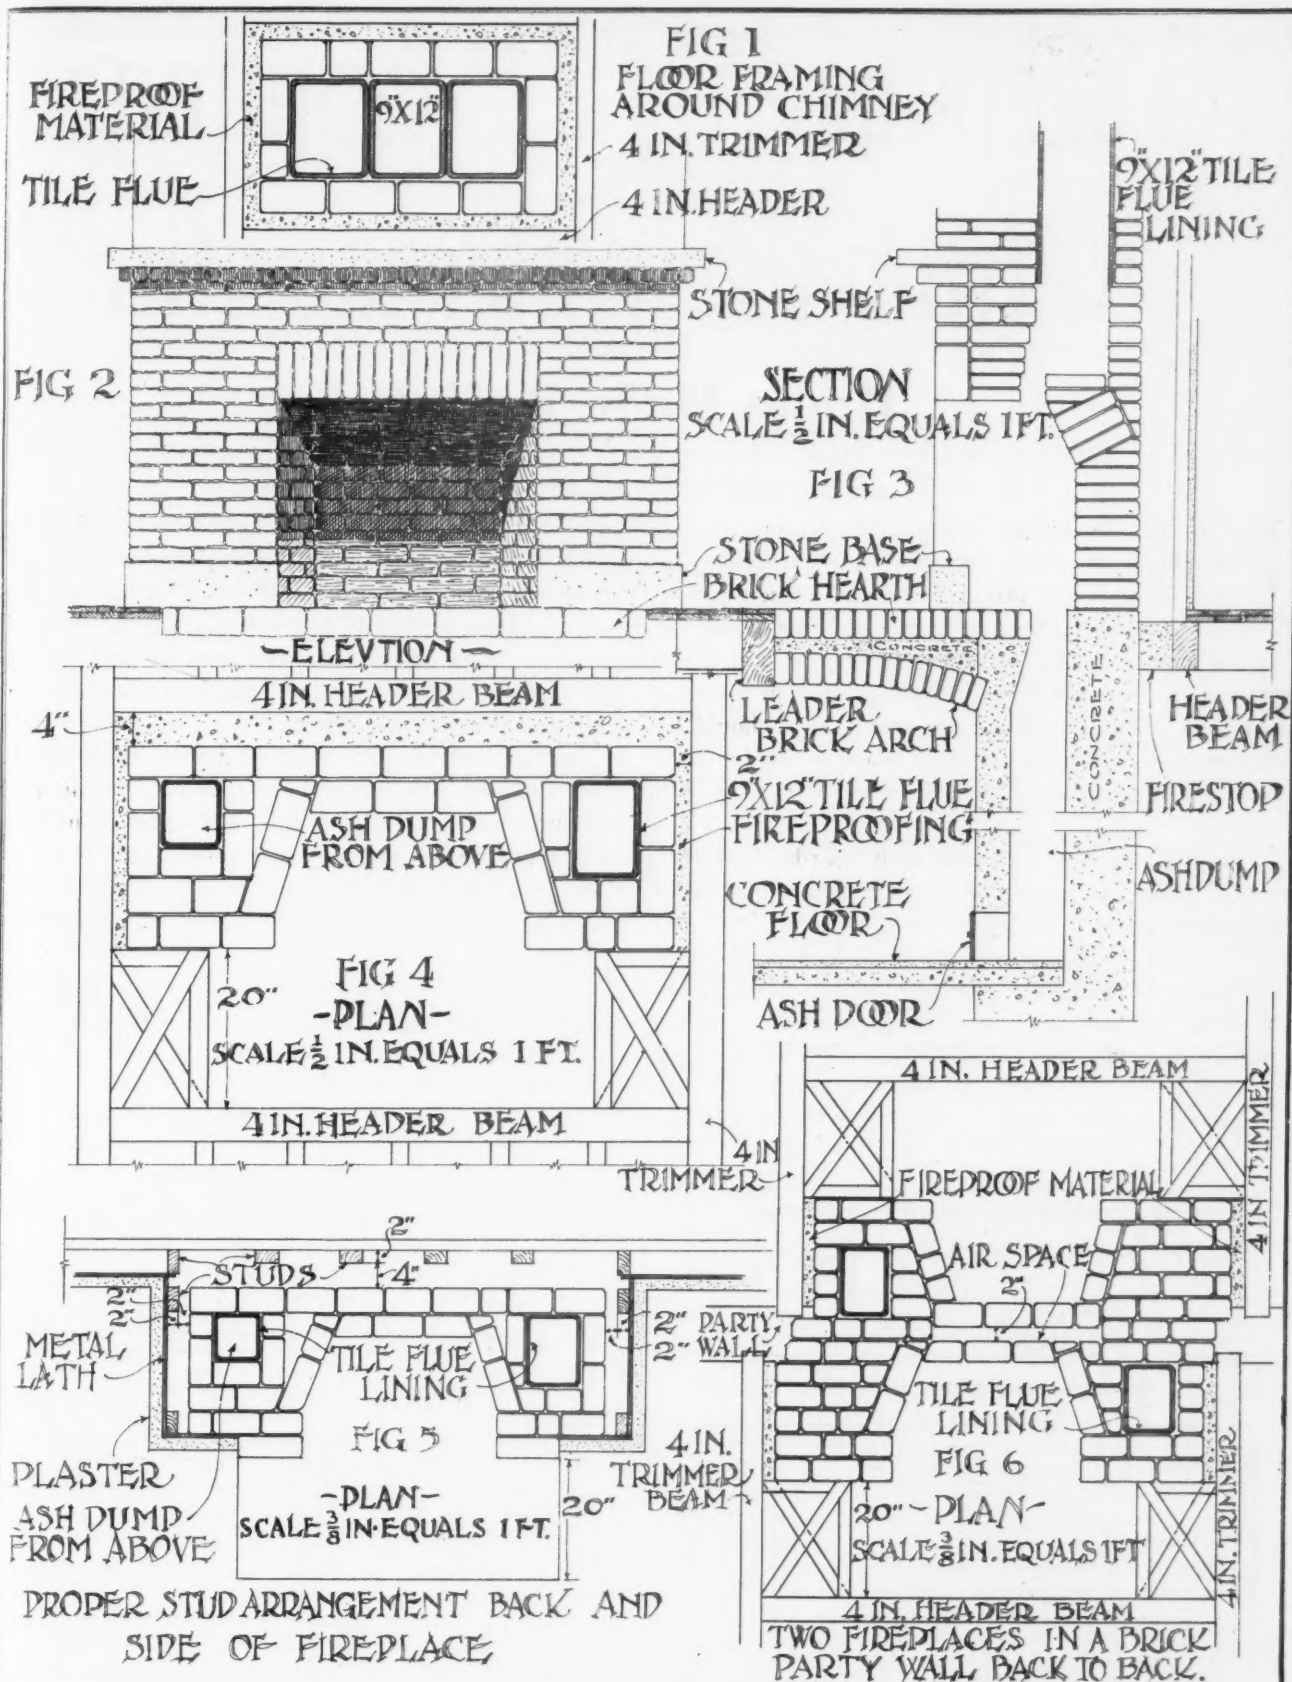 FIG 1
FLOOR FRAMING
AROUND CHIMNEY
FIREPROOF
MATERIAL
9"X12"
4 IN. TRIMMER
TILE FLUE
4 IN. HEADER
9"X12" TILE
FLUE
LINING
STONE SHELF
FIG 2
SECTION
SCALE 1/2 IN. EQUALS 1 FT.
FIG 3
STONE BASE
BRICK HEARTH
-ELEVTION-
CONCRETE
CONCRETE
LEADER
BRICK ARCH
HEADER
BEAM
FIRESTOP
ASHDUMP
4 IN. HEADER BEAM
4"
2"
9"X12" TILE FLUE
FIREPROOFING
ASH DUMP
FROM ABOVE
CONCRETE
FLOOR
ASH DOOR
20"
FIG 4
-PLAN-
SCALE 1/2 IN. EQUALS 1 FT.
4 IN. HEADER BEAM
4 IN
TRIMMER
4 IN. HEADER BEAM
4 IN TRIMMER
FIREPROOF MATERIAL
AIR SPACE
2"
PARTY
WALL
TILE FLUE
LINING
FIG 6
4 IN.
TRIMMER
BEAM
20"
-PLAN-
SCALE 3/8 IN. EQUALS 1FT
4 IN. TRIMMER
4 IN. HEADER BEAM
TWO FIREPLACES IN A BRICK
PARTY WALL BACK TO BACK.
2"
STUDS
4"
2"
2"
2"
2"
METAL
LATH
TILE FLUE
LINING
FIG 5
PLASTER
ASH DUMP
FROM ABOVE
-PLAN-
SCALE 3/8 IN. EQUALS 1 FT.
20"
PROPER STUD ARRANGEMENT BACK AND
SIDE OF FIREPLACE